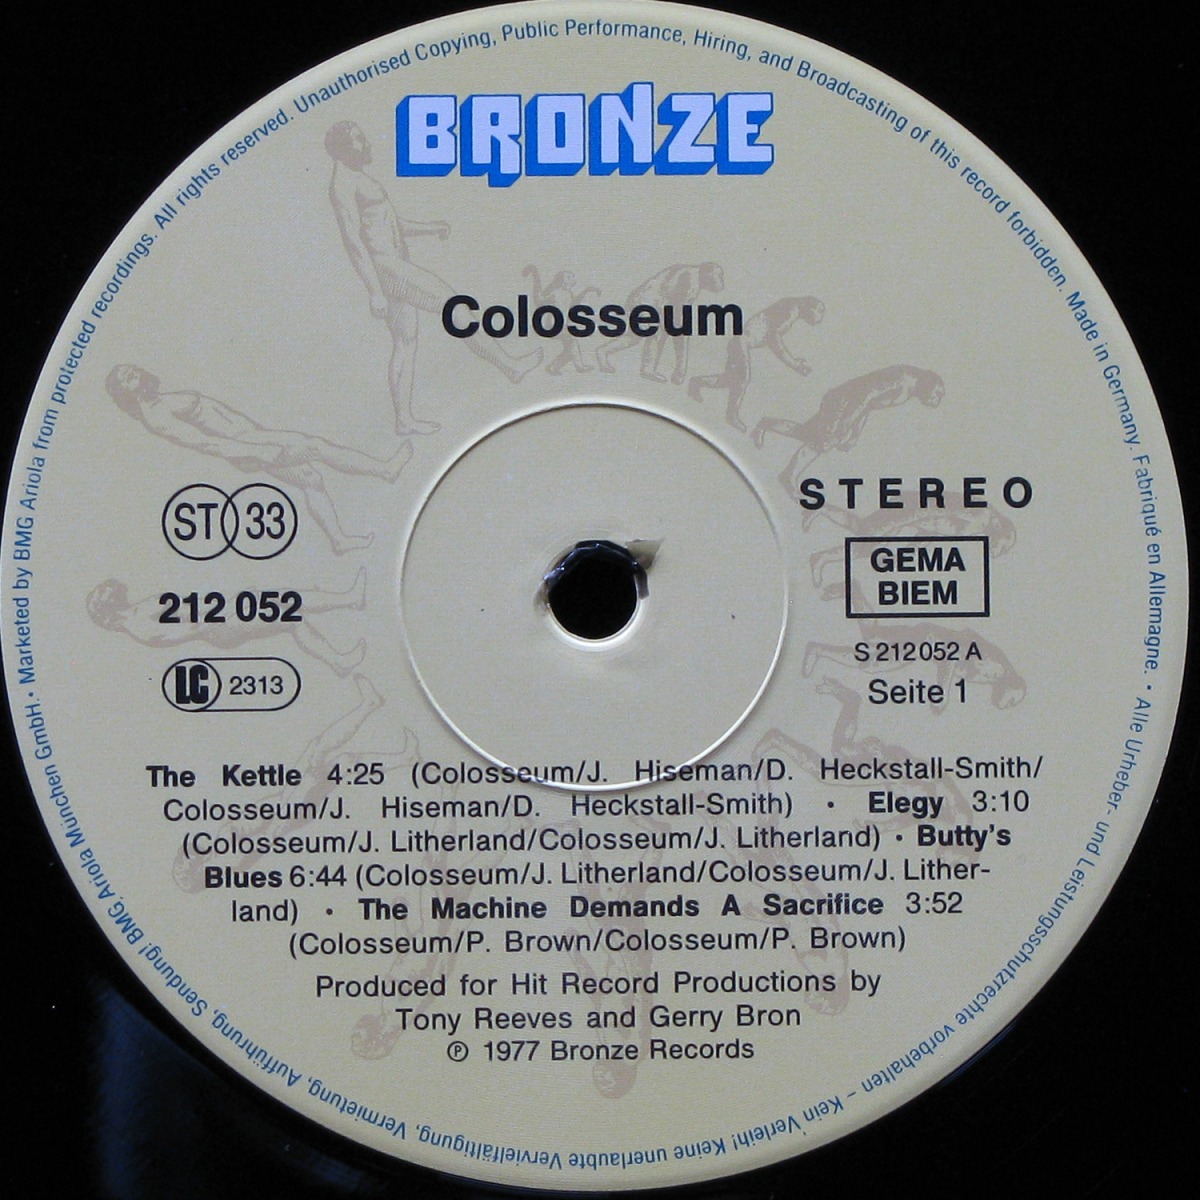 Unauthorised Copying, Public Performance, Hiring, and Broadcasting of this record forbidden. Made in Germany. Fabriqué en Allemagne. • Alle Urheber- und Leistungsschutzrechte vorbehalten – Kein Verleih! Keine unerlaubte Vervielfältigung, Vermietung, Aufführung, Sendung! BMG Ariola München GmbH. • Marketed by BMG Ariola from protected recordings. All rights reserved.
BRONZE
Colosseum
ST 33
STEREO
GEMA
BIEM
212 052
LC 2313
S 212052 A
Seite 1
The Kettle 4:25 (Colosseum/J. Hiseman/D. Heckstall-Smith/
Colosseum/J. Hiseman/D. Heckstall-Smith) • Elegy 3:10
(Colosseum/J. Litherland/Colosseum/J. Litherland) • Butty's
Blues 6:44 (Colosseum/J. Litherland/Colosseum/J. Lither-
land) • The Machine Demands A Sacrifice 3:52
(Colosseum/P. Brown/Colosseum/P. Brown)
Produced for Hit Record Productions by
Tony Reeves and Gerry Bron
℗ 1977 Bronze Records